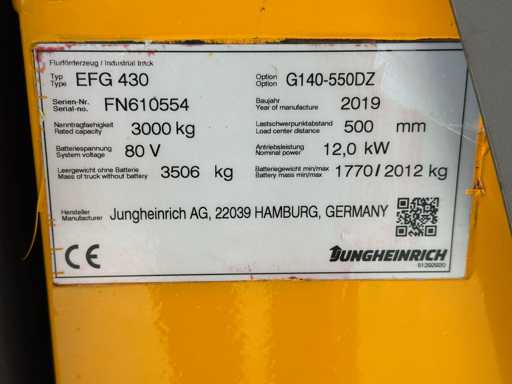 Flurförderzeug / Industrial truck
Typ
Type EFG 430 Option
Option G140-550DZ
Serien-Nr.
Serial-No. FN610554 Baujahr
Year of manufacture 2019
Nenntragfaehigkeit
Rated capacity 3000 kg Lastschwerpunktabstand
Load center distance 500 mm
Batteriespannung
System voltage 80 V Antriebsleistung
Nominal power 12,0 kW
Leergewicht ohne Batterie
Mass of truck without battery 3506 kg Batteriegewicht min/max
Battery mass min/max 1770/ 2012 kg
Hersteller
Manufacturer Jungheinrich AG, 22039 HAMBURG, GERMANY
CE
JUNGHEINRICH